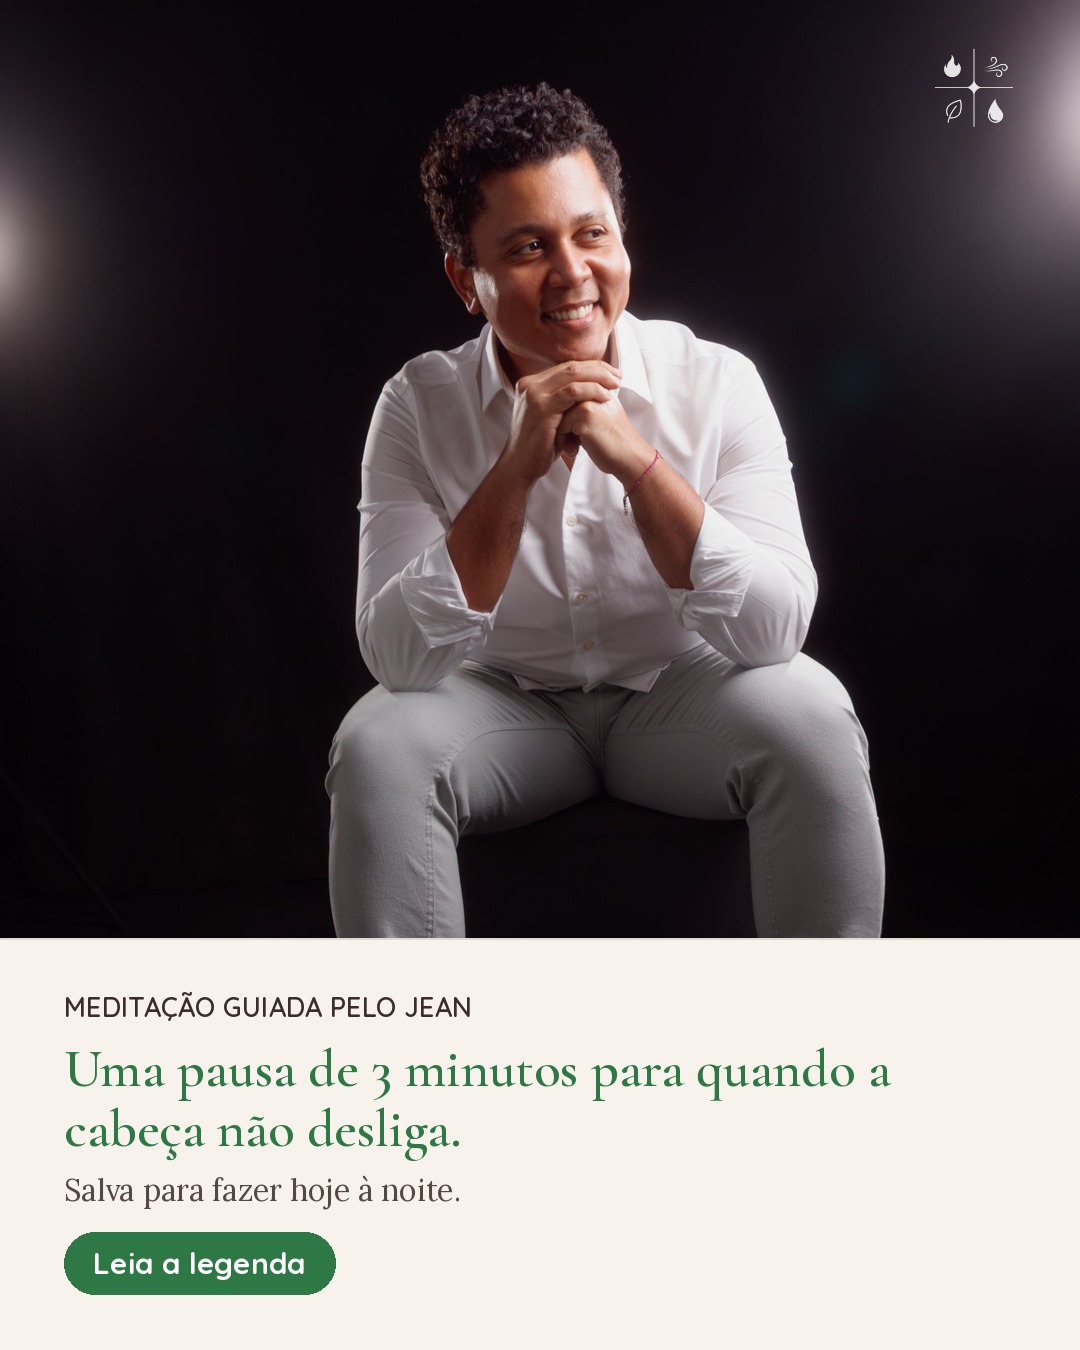 MEDITAÇÃO GUIADA PELO JEAN
Uma pausa de 3 minutos para quando a
cabeça não desliga.
Salva para fazer hoje à noite.
Leia a legenda